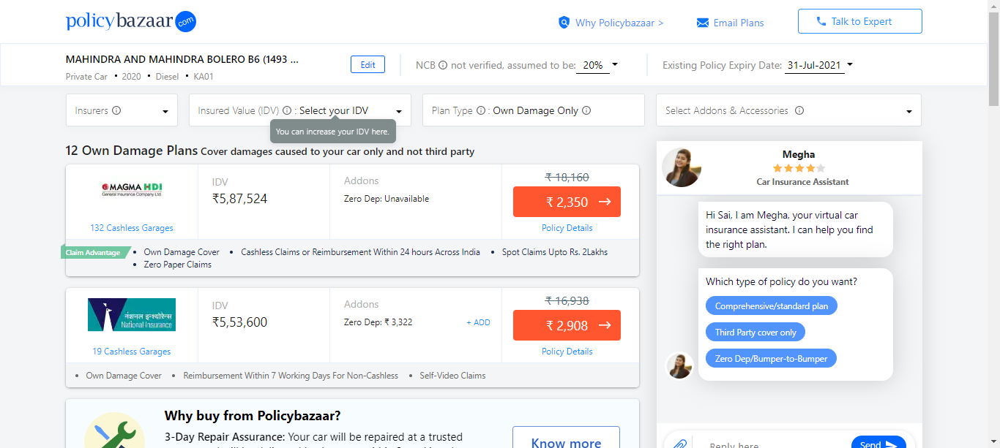 policybazaar.com
Why Policybazaar >
Email Plans
Talk to Expert
MAHINDRA AND MAHINDRA BOLERO B6 (1493 ...
Private Car • 2020 • Diesel • KA01
Edit
NCB not verified, assumed to be: 20%
Existing Policy Expiry Date: 31-Jul-2021
Insurers
Insured Value (IDV) : Select your IDV
Plan Type : Own Damage Only
Select Addons & Accessories
You can increase your IDV here.
12 Own Damage Plans Cover damages caused to your car only and not third party
MAGMA HDI
General Insurance Company Ltd.
132 Cashless Garages
IDV
₹5,87,524
Addons
Zero Dep: Unavailable
₹ 18,160
₹ 2,350 →
Policy Details
Claim Advantage
• Own Damage Cover • Cashless Claims or Reimbursement Within 24 hours Across India • Spot Claims Upto Rs. 2Lakhs
• Zero Paper Claims
नेशनल इन्श्योरेन्स
National Insurance
19 Cashless Garages
IDV
₹5,53,600
Addons
Zero Dep: ₹ 3,322
+ ADD
₹ 16,938
₹ 2,908 →
Policy Details
• Own Damage Cover • Reimbursement Within 7 Working Days For Non-Cashless • Self-Video Claims
Why buy from Policybazaar?
3-Day Repair Assurance: Your car will be repaired at a trusted
Know more
Megha
Car Insurance Assistant
Hi Sai, I am Megha, your virtual car
insurance assistant. I can help you find
the right plan.
Which type of policy do you want?
Comprehensive/standard plan
Third Party cover only
Zero Dep/Bumper-to-Bumper
Reply here
Send